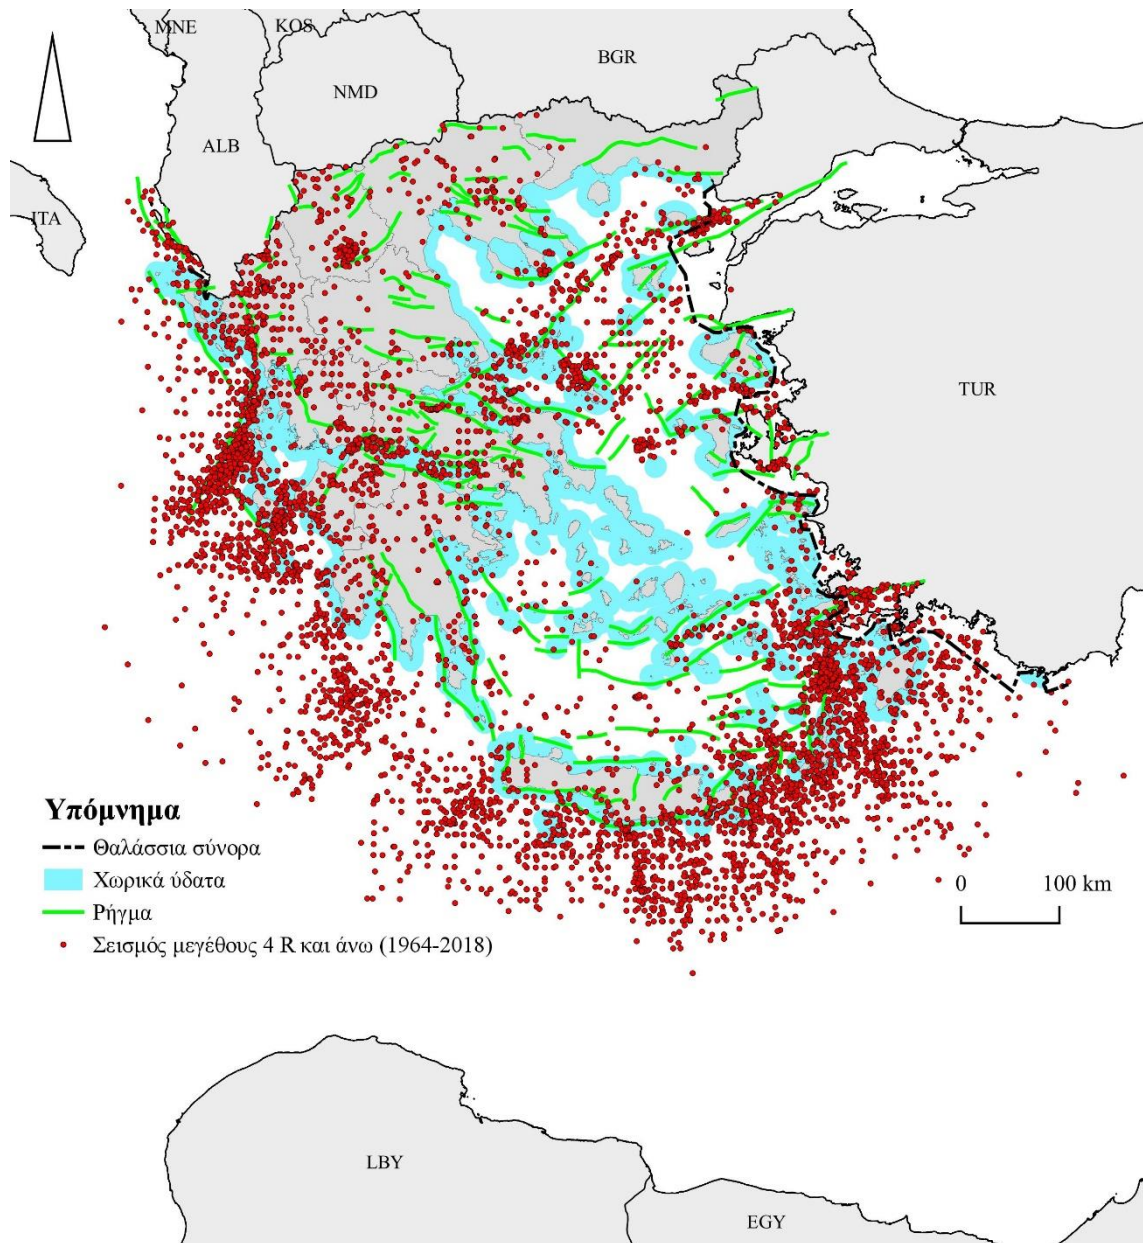 MNE
KOS
BGR
NMD
ALB
ITA
TUR
Υπόμνημα
Θαλάσσια σύνορα
Χωρικά ύδατα
Ρήγμα
Σεισμός μεγέθους 4 R και άνω (1964-2018)
0 100 km
LBY
EGY